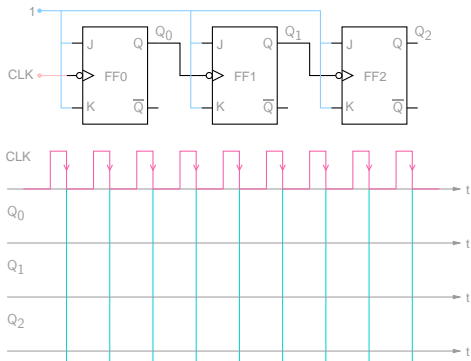 1
Q0 Q1 Q2
J Q J Q J Q
CLK FF0 FF1 FF2
K Q̅ K Q̅ K Q̅
CLK
t
Q0
t
Q1
t
Q2
t